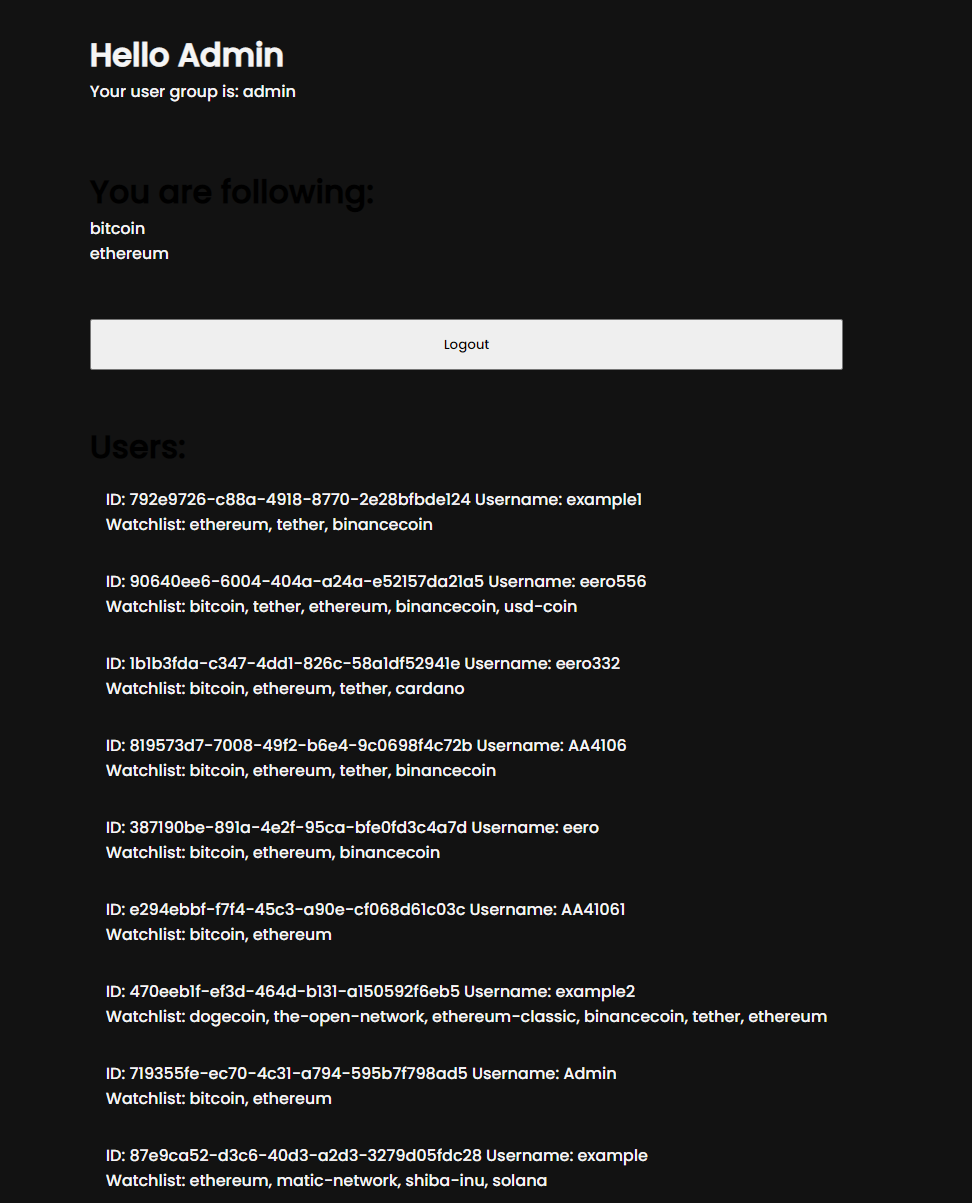 Hello Admin
Your user group is: admin
You are following:
bitcoin
ethereum
Logout
Users:
ID: 792e9726-c88a-4918-8770-2e28bfbde124 Username: example1
Watchlist: ethereum, tether, binancecoin
ID: 90640ee6-6004-404a-a24a-e52157da21a5 Username: eero556
Watchlist: bitcoin, tether, ethereum, binancecoin, usd-coin
ID: 1b1b3fda-c347-4dd1-826c-58a1df52941e Username: eero332
Watchlist: bitcoin, ethereum, tether, cardano
ID: 819573d7-7008-49f2-b6e4-9c0698f4c72b Username: AA4106
Watchlist: bitcoin, ethereum, tether, binancecoin
ID: 387190be-891a-4e2f-95ca-bfe0fd3c4a7d Username: eero
Watchlist: bitcoin, ethereum, binancecoin
ID: e294ebbf-f7f4-45c3-a90e-cf068d61c03c Username: AA41061
Watchlist: bitcoin, ethereum
ID: 470eeb1f-ef3d-464d-b131-a150592f6eb5 Username: example2
Watchlist: dogecoin, the-open-network, ethereum-classic, binancecoin, tether, ethereum
ID: 719355fe-ec70-4c31-a794-595b7f798ad5 Username: Admin
Watchlist: bitcoin, ethereum
ID: 87e9ca52-d3c6-40d3-a2d3-3279d05fdc28 Username: example
Watchlist: ethereum, matic-network, shiba-inu, solana